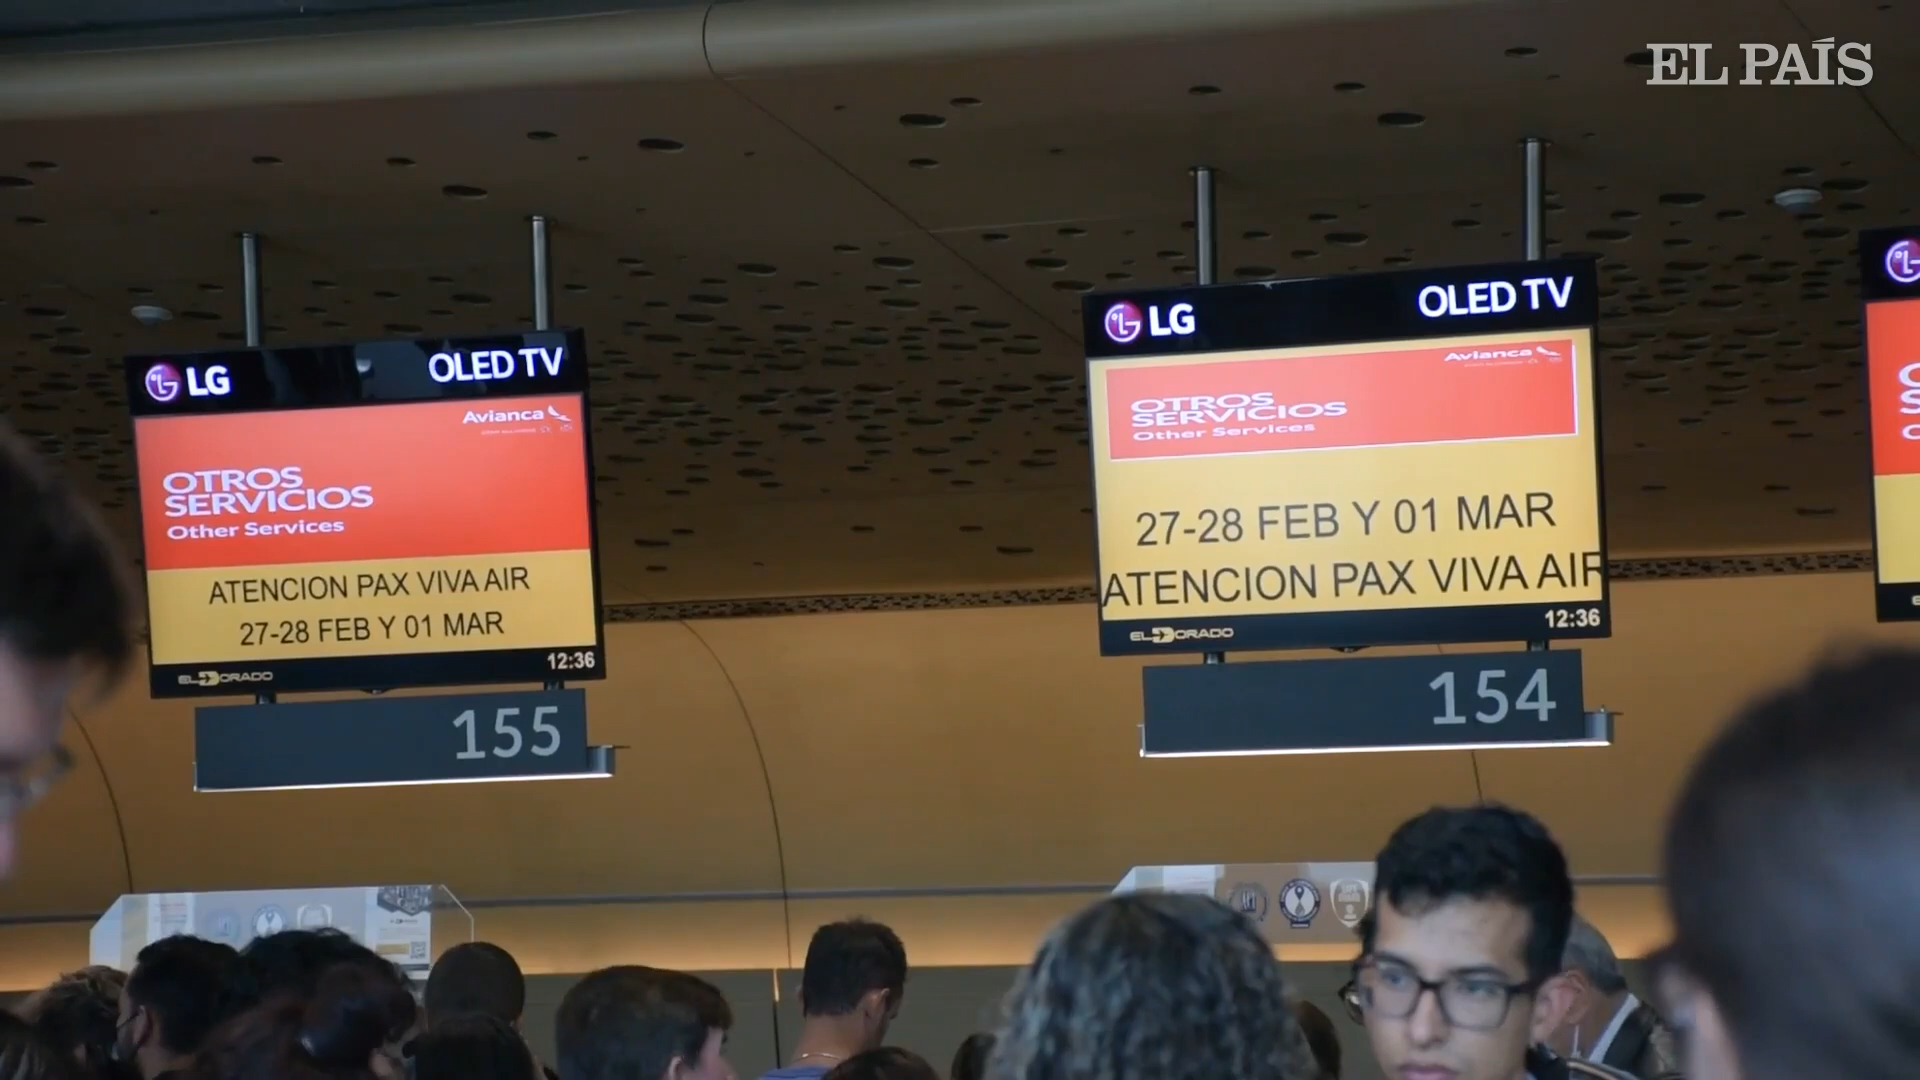 EL PAÍS
LG OLED TV
Avianca
OTROS
SERVICIOS
Other Services
ATENCION PAX VIVA AIR
27-28 FEB Y 01 MAR
12:36
EL DORADO
155
LG OLED TV
Avianca
OTROS
SERVICIOS
Other Services
27-28 FEB Y 01 MAR
ATENCION PAX VIVA AIR
12:36
EL DORADO
154